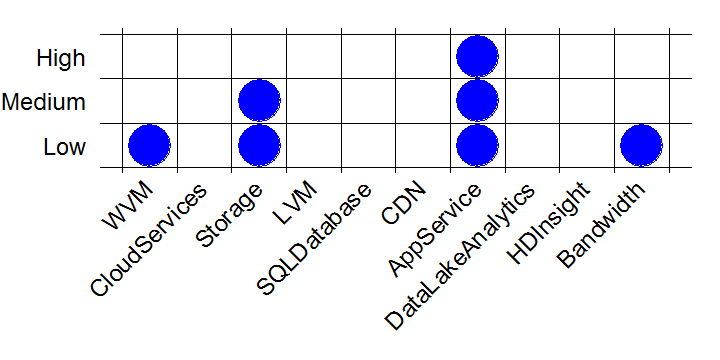 High
Medium
Low
WVM
CloudServices
Storage
LVM
SQLDatabase
CDN
AppService
DataLakeAnalytics
HDInsight
Bandwidth